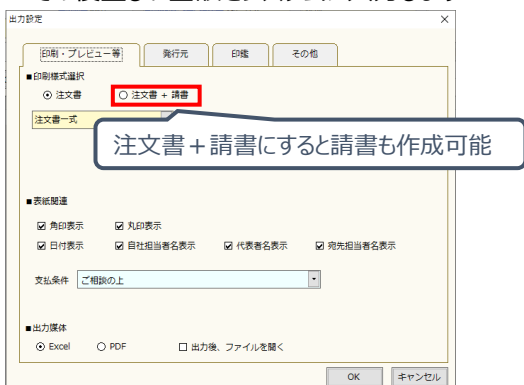 出力設定
印刷・プレビュー等 発行元 印鑑 その他
■印刷様式選択
注文書 注文書 + 請書
注文書一式
注文書＋請書にすると請書も作成可能
■表紙関連
角印表示 丸印表示
日付表示 自社担当者名表示 代表者名表示 宛先担当者名表示
支払条件 ご相談の上
■出力媒体
Excel PDF 出力後、ファイルを開く
OK キャンセル